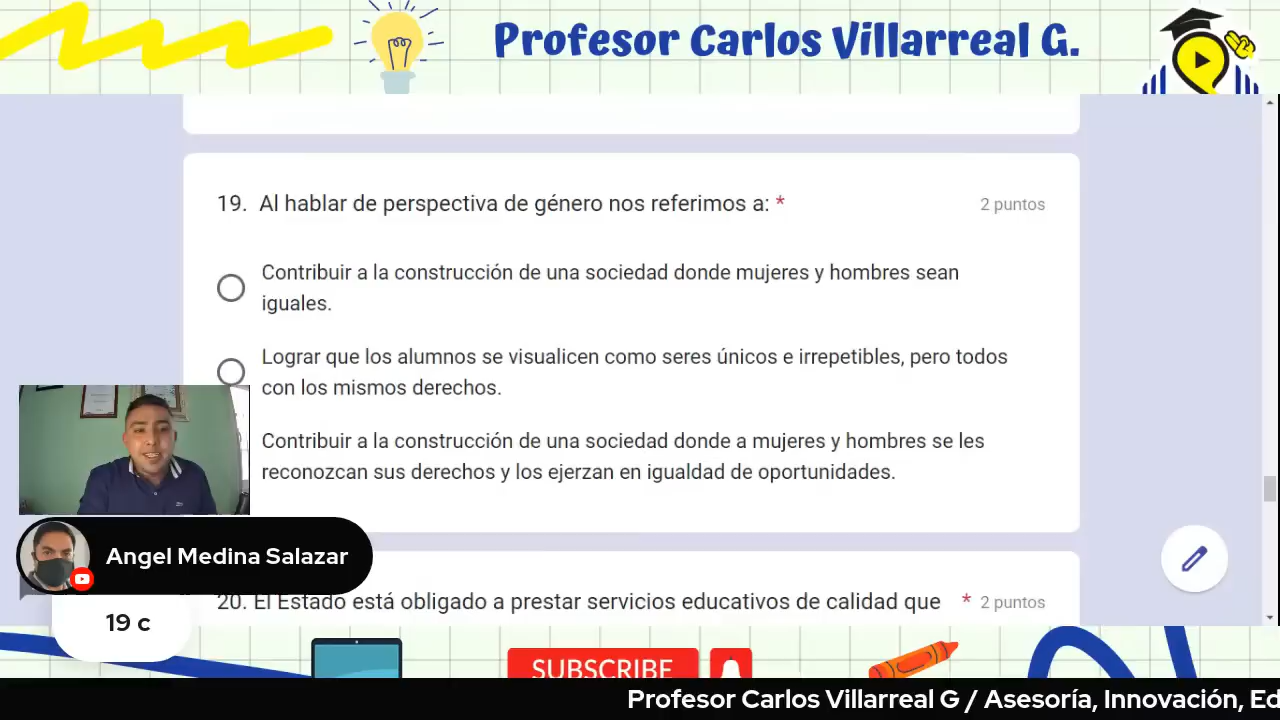 Profesor Carlos Villarreal G.
19. Al hablar de perspectiva de género nos referimos a: *
2 puntos
Contribuir a la construcción de una sociedad donde mujeres y hombres sean
iguales.
Lograr que los alumnos se visualicen como seres únicos e irrepetibles, pero todos
con los mismos derechos.
Contribuir a la construcción de una sociedad donde a mujeres y hombres se les
reconozcan sus derechos y los ejerzan en igualdad de oportunidades.
Angel Medina Salazar
19 c
20. El Estado está obligado a prestar servicios educativos de calidad que *
2 puntos
SUBSCRIBE
Profesor Carlos Villarreal G / Asesoría, Innovación, Ed